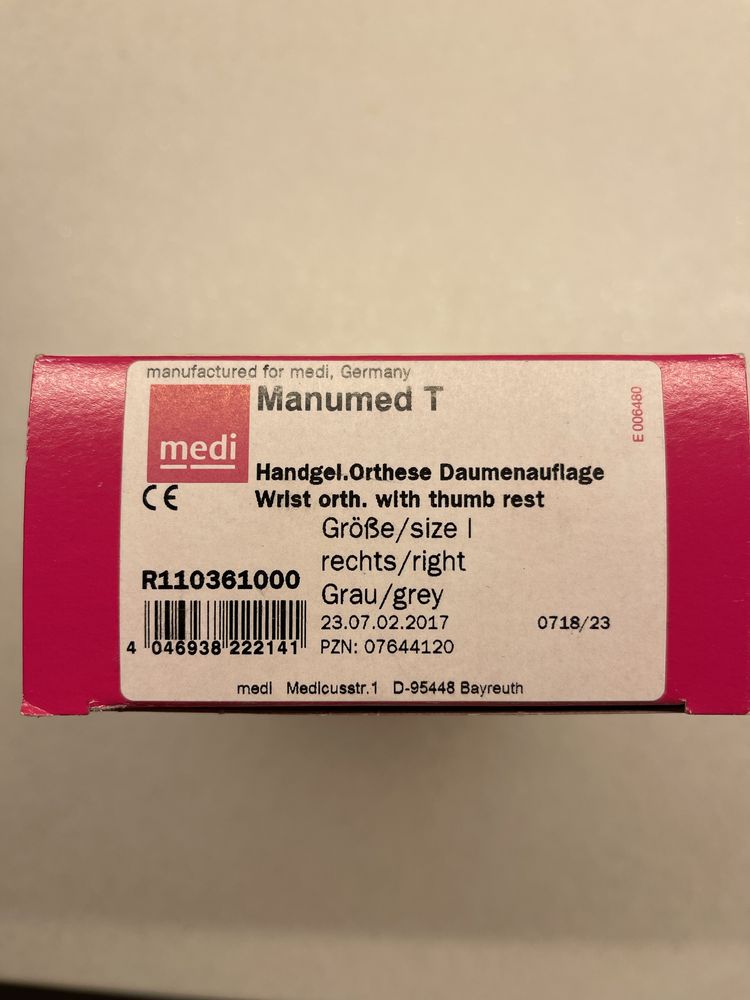 manufactured for medi, Germany
medi
Manumed T
E 006480
Handgel.Orthese Daumenauflage
Wrist orth. with thumb rest
CE
Größe/size I
rechts/right
Grau/grey
R110361000
23.07.02.2017
0718/23
4 046938 222141
PZN: 07644120
medi Medicusstr.1 D-95448 Bayreuth